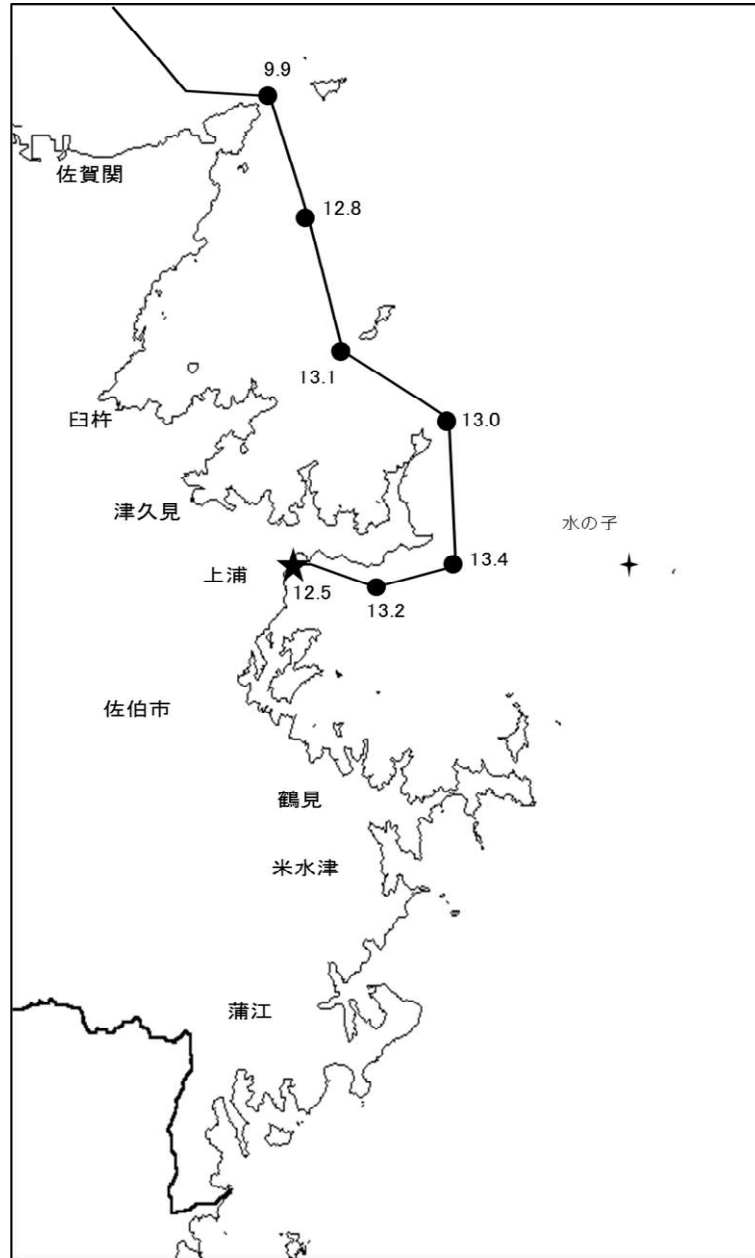 9.9
佐賀関
12.8
13.1
臼杵
13.0
津久見
水の子
上浦
12.5
13.4
13.2
佐伯市
鶴見
米水津
蒲江